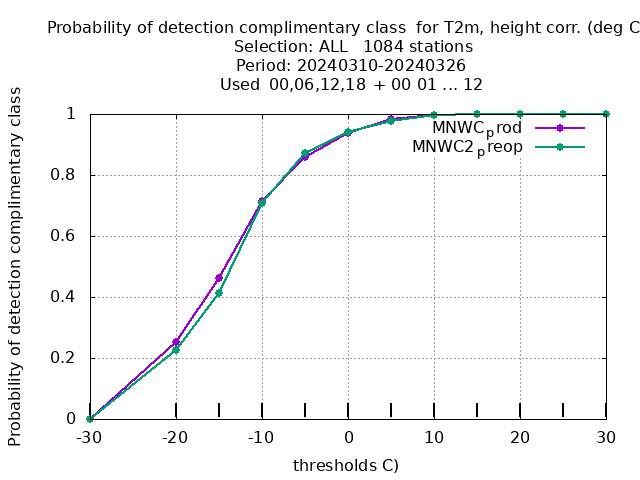 Probability of detection complimentary class for T2m, height corr. (deg C
Selection: ALL 1084 stations
Period: 20240310-20240326
Used 00,06,12,18 + 00 01 ... 12
Probability of detection complimentary class
1
0.8
0.6
0.4
0.2
0
MNWCprod
MNWC2preop
-30 -20 -10 0 10 20 30
thresholds C)